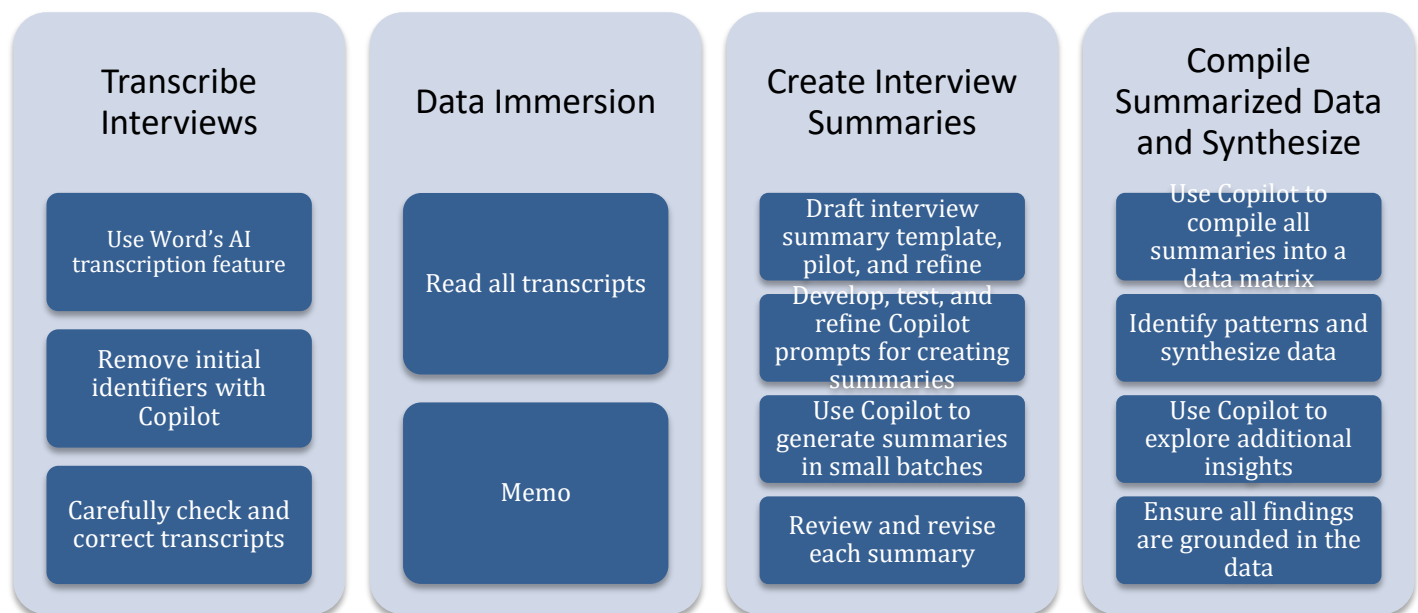 Transcribe
Interviews
Use Word’s AI
transcription feature
Remove initial
identifiers with
Copilot
Carefully check and
correct transcripts
Data Immersion
Read all transcripts
Memo
Create Interview
Summaries
Draft interview
summary template,
pilot, and refine
Develop, test, and
refine Copilot
prompts for creating
summaries
Use Copilot to
generate summaries
in small batches
Review and revise
each summary
Compile
Summarized Data
and Synthesize
Use Copilot to
compile all
summaries into a
data matrix
Identify patterns and
synthesize data
Use Copilot to
explore additional
insights
Ensure all findings
are grounded in the
data